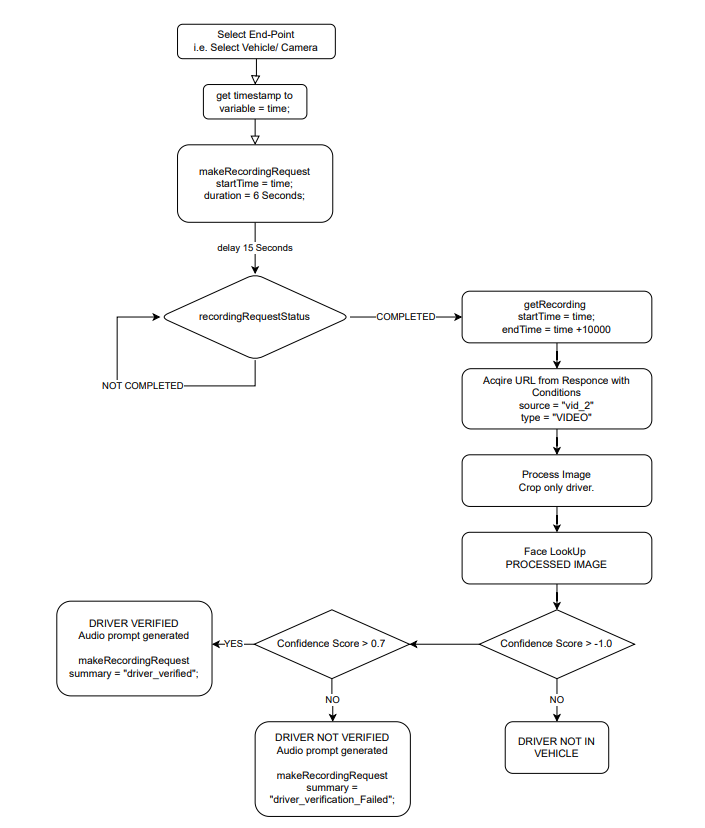 Select End-Point
i.e. Select Vehicle/ Camera
get timestamp to
variable = time;
makeRecordingRequest
startTime = time;
duration = 6 Seconds;
delay 15 Seconds
recordingRequestStatus
NOT COMPLETED
COMPLETED
getRecording
startTime = time;
endTime = time +10000
Acqire URL from Responce with
Conditions
source = "vid_2"
type = "VIDEO"
Process Image
Crop only driver.
Face LookUp
PROCESSED IMAGE
Confidence Score > -1.0
NO
DRIVER NOT IN
VEHICLE
Confidence Score > 0.7
YES
DRIVER VERIFIED
Audio prompt generated
makeRecordingRequest
summary = "driver_verified";
NO
DRIVER NOT VERIFIED
Audio prompt generated
makeRecordingRequest
summary =
"driver_verification_Failed";